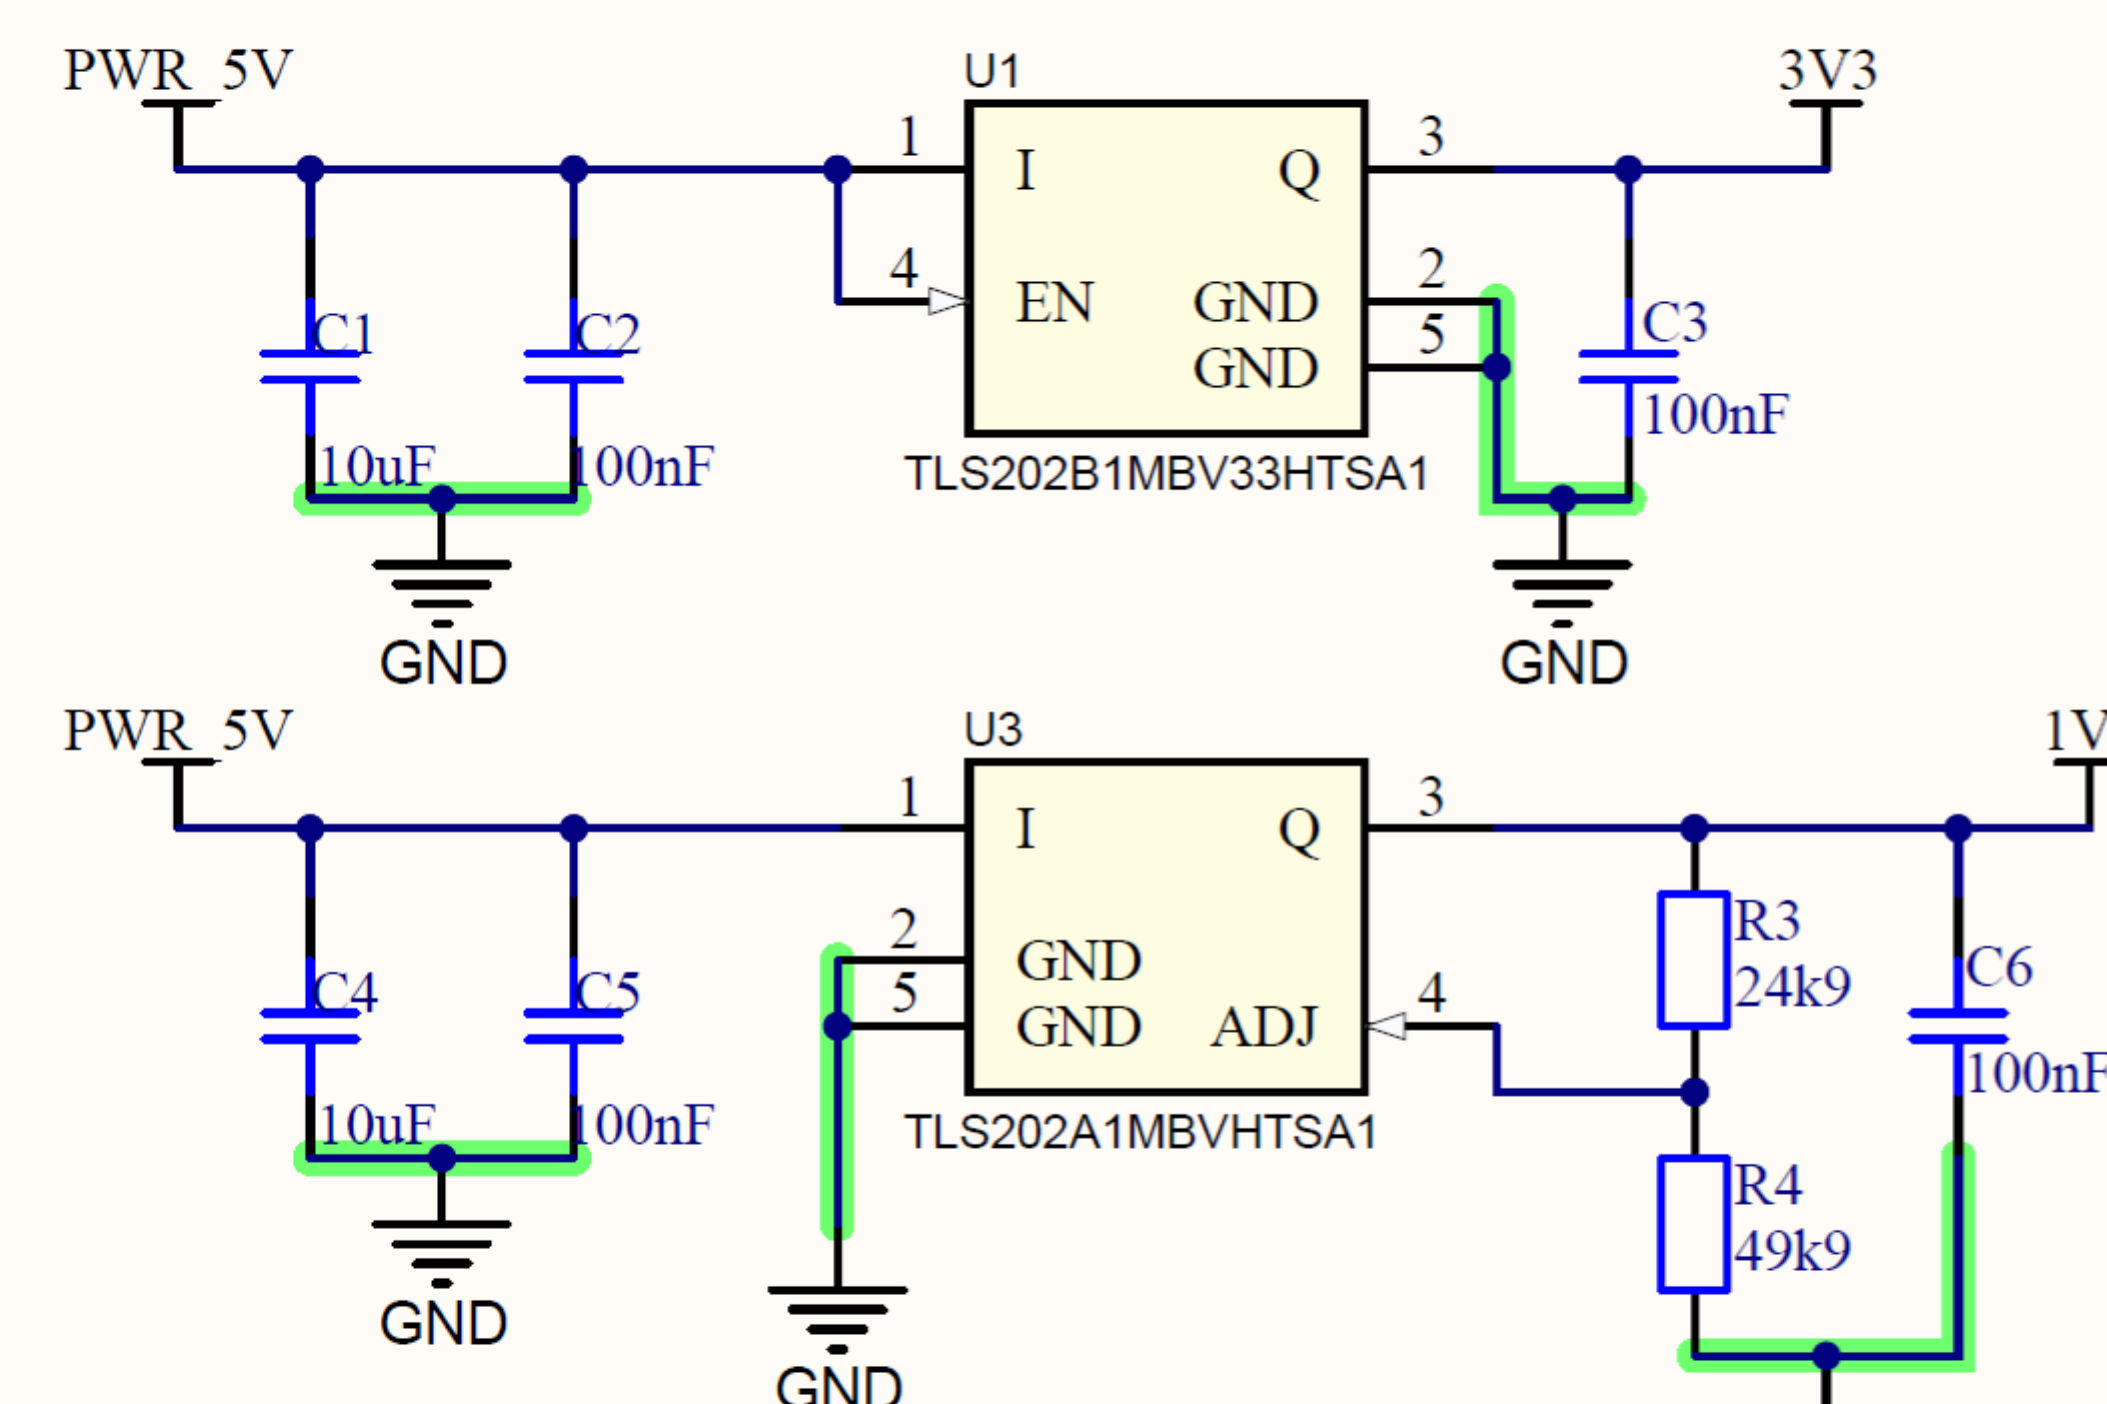 PWR_5V
U1
3V3
1
I
Q
3
4
EN
GND
2
GND
5
C1
10uF
C2
100nF
C3
100nF
TLS202B1MBV33HTSA1
GND
GND
PWR_5V
U3
1V
1
I
Q
3
2
GND
5
GND
ADJ
4
R3
24k9
C6
100nF
C4
10uF
C5
100nF
TLS202A1MBVHTSA1
R4
49k9
GND
GND